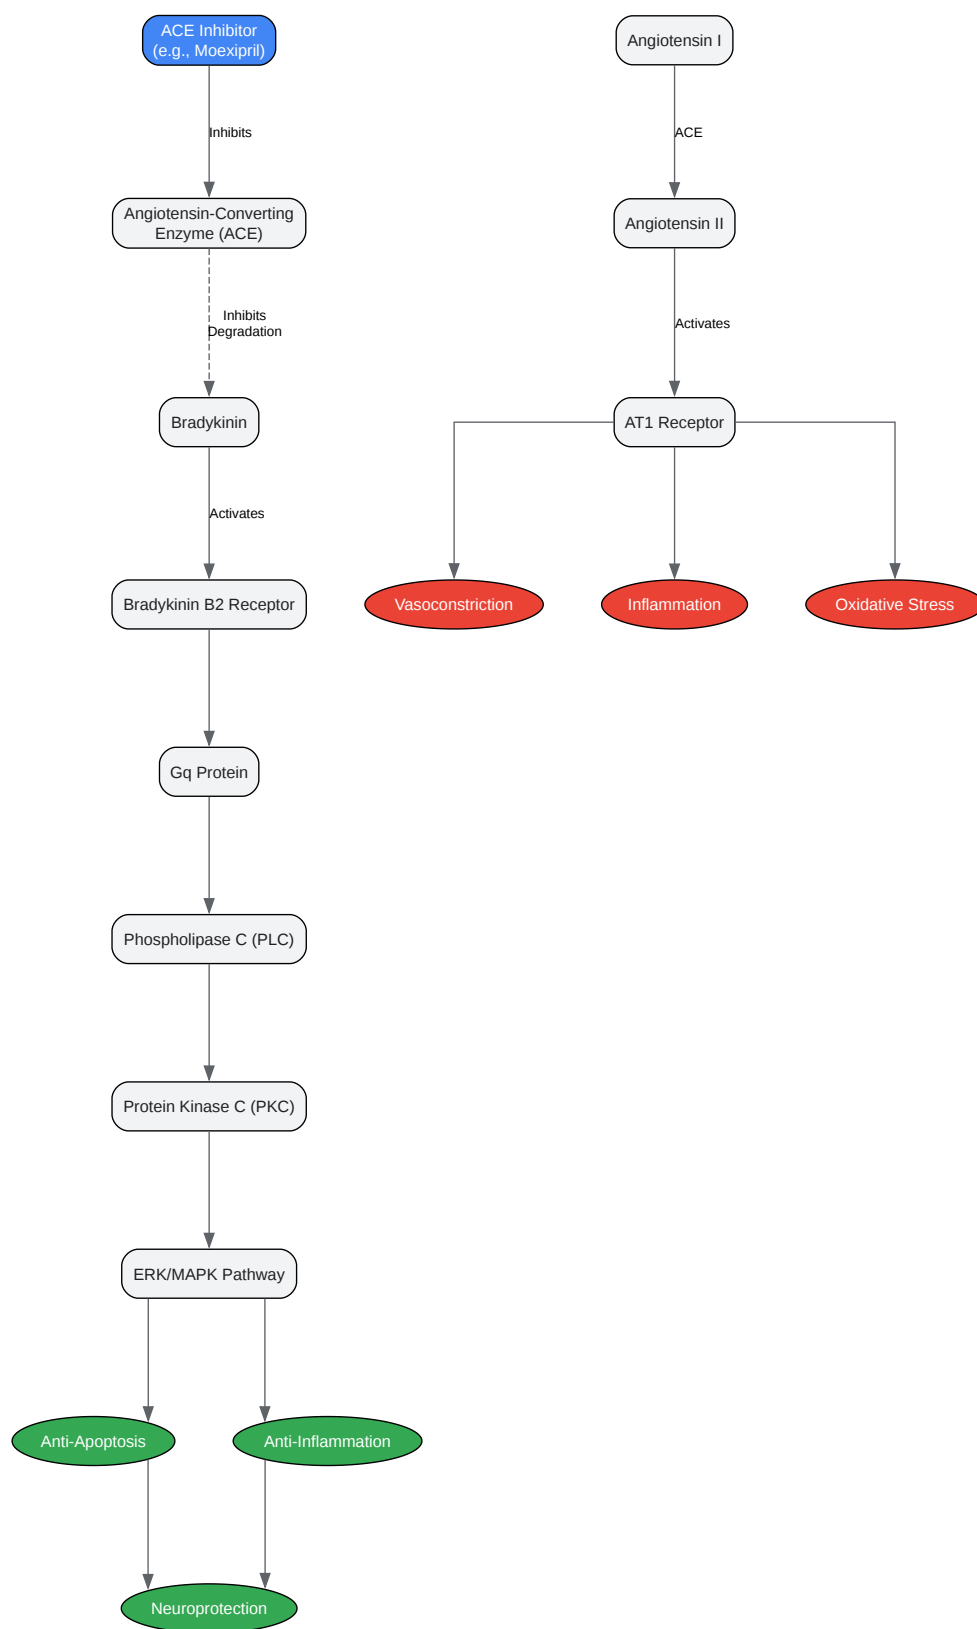 ACE Inhibitor
(e.g., Moexipril)
Angiotensin I
Inhibits
ACE
Angiotensin-Converting
Enzyme (ACE)
Angiotensin II
Inhibits
Degradation
Activates
Bradykinin
AT1 Receptor
Activates
Bradykinin B2 Receptor
Vasoconstriction
Inflammation
Oxidative Stress
Gq Protein
Phospholipase C (PLC)
Protein Kinase C (PKC)
ERK/MAPK Pathway
Anti-Apoptosis
Anti-Inflammation
Neuroprotection